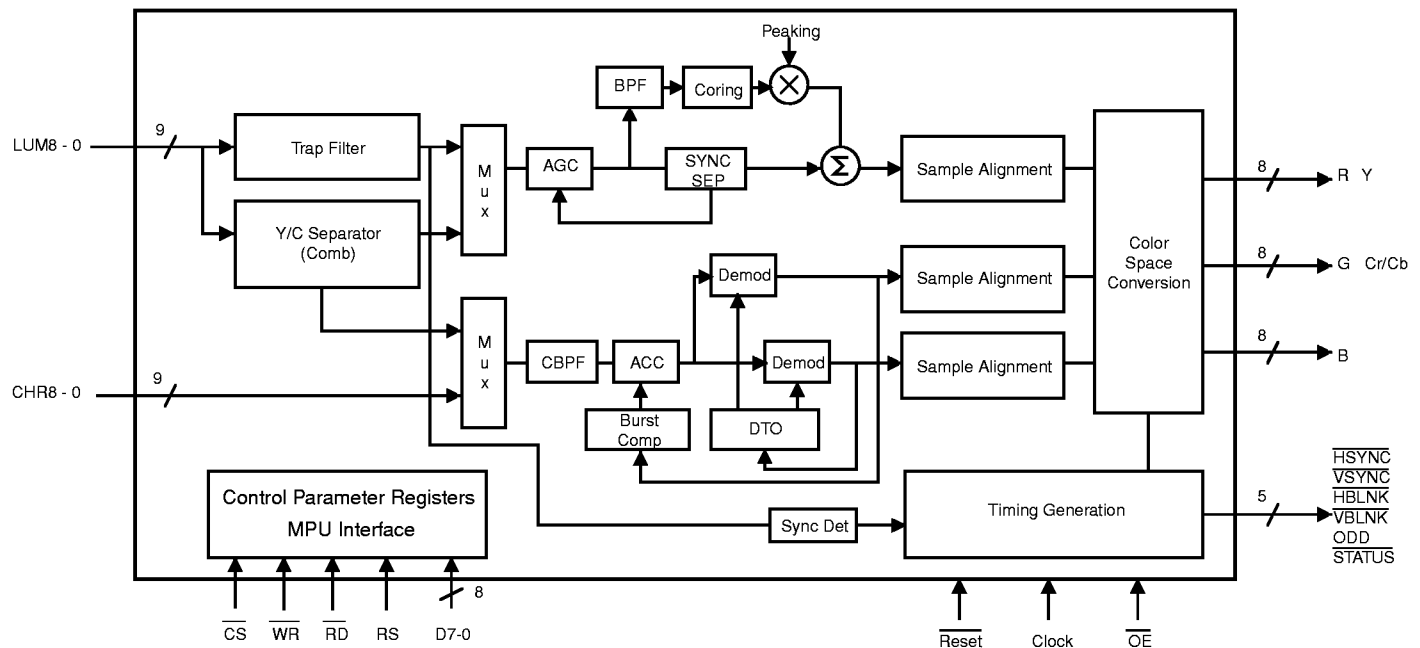 Peaking
BPF
Coring
LUM8 - 0
9
Trap Filter
Mux
AGC
SYNC
SEP
Σ
Sample Alignment
8
R Y
Y/C Separator
(Comb)
Color
Space
Conversion
Demod
Sample Alignment
8
G Cr/Cb
Mux
CBPF
ACC
Demod
Sample Alignment
8
B
CHR8 - 0
9
Burst
Comp
DTO
Control Parameter Registers
MPU Interface
Sync Det
Timing Generation
5
HSYNC
VSYNC
HBLNK
VBLNK
ODD
STATUS
8
CS
WR
RD
RS
D7-0
Reset
Clock
OE